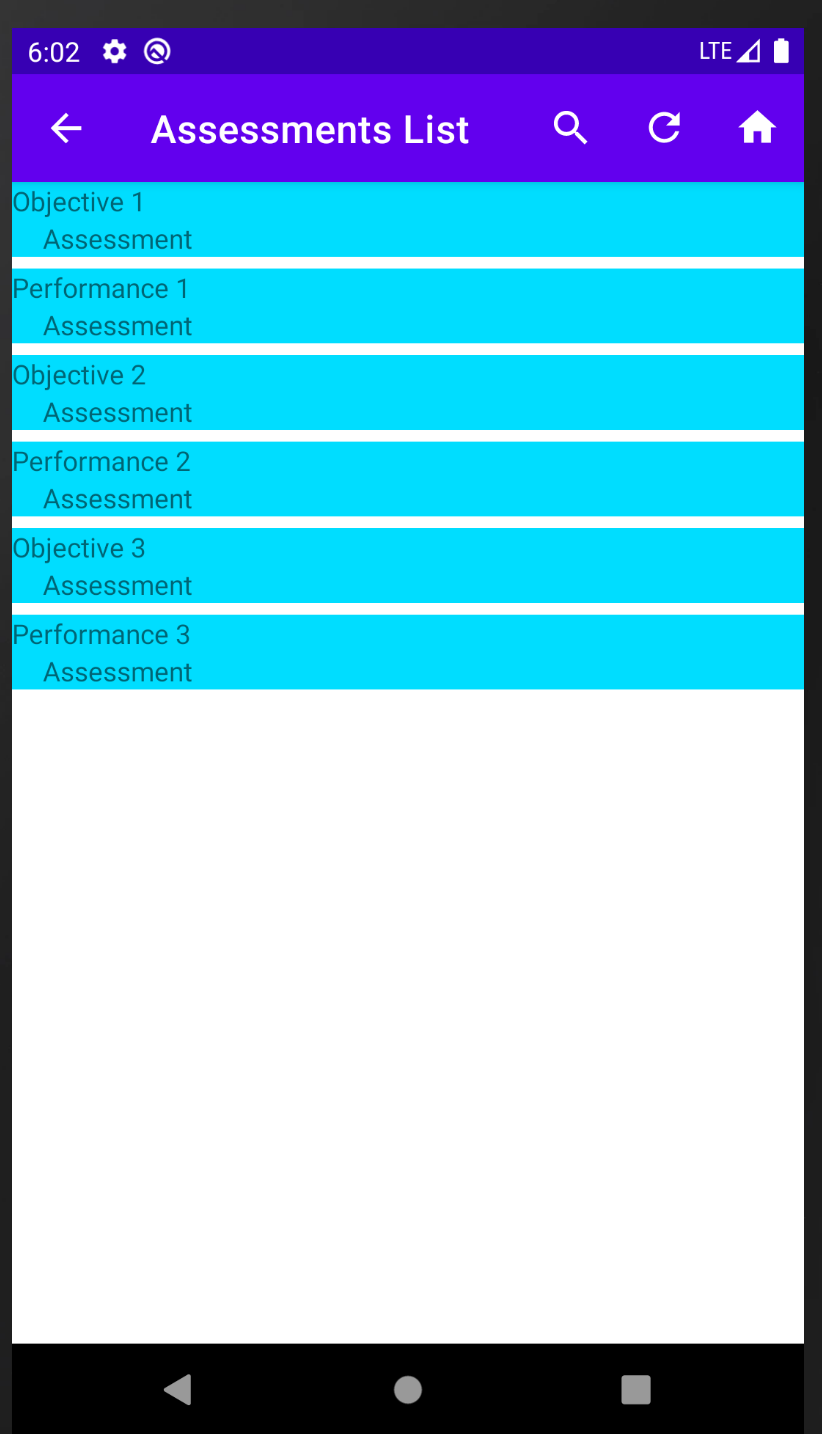 6:02 LTE
Assessments List
Objective 1
Assessment
Performance 1
Assessment
Objective 2
Assessment
Performance 2
Assessment
Objective 3
Assessment
Performance 3
Assessment